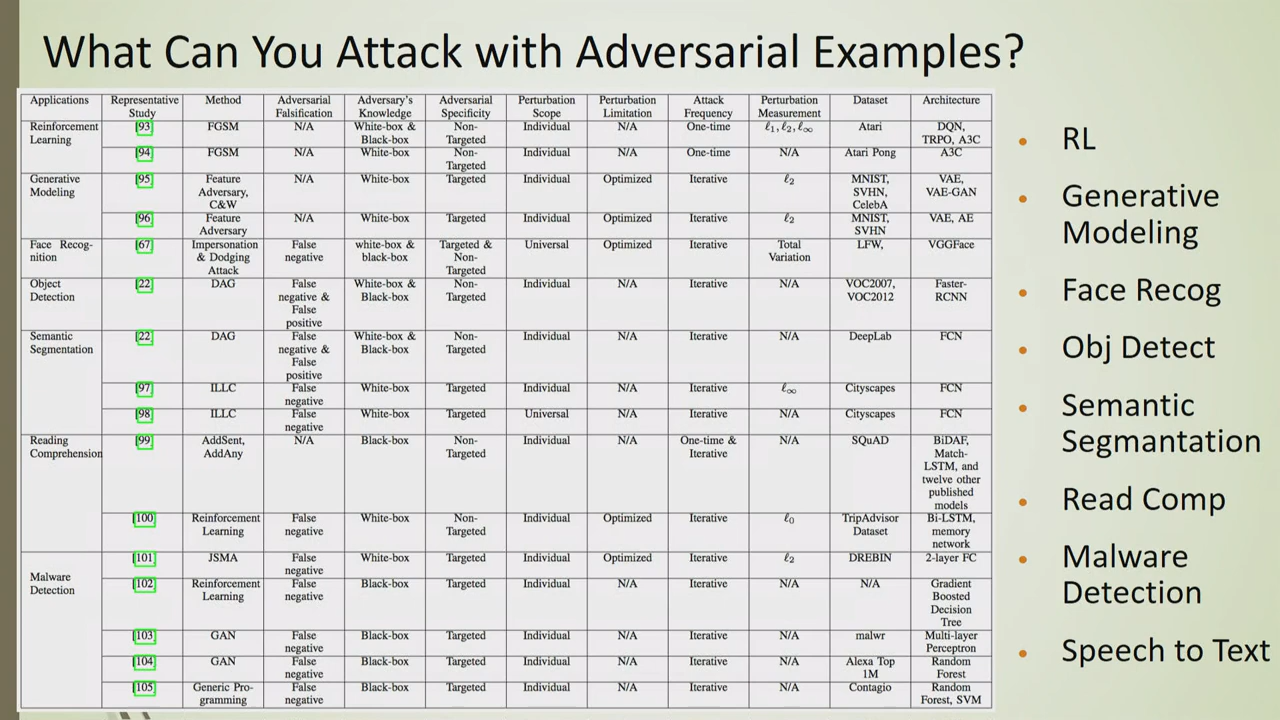 What Can You Attack with Adversarial Examples?
Applications | Representative Study | Method | Adversarial Falsification | Adversary's Knowledge | Adversarial Specificity | Perturbation Scope | Perturbation Limitation | Attack Frequency | Perturbation Measurement | Dataset | Architecture
Reinforcement Learning | [93] | FGSM | N/A | White-box & Black-box | Non-Targeted | Individual | N/A | One-time | ℓ1, ℓ2, ℓ∞ | Atari | DQN, TRPO, A3C
[94] | FGSM | N/A | White-box | Non-Targeted | Individual | N/A | One-time | N/A | Atari Pong | A3C
Generative Modeling | [95] | Feature Adversary, C&W | N/A | White-box | Targeted | Individual | Optimized | Iterative | ℓ2 | MNIST, SVHN, CelebA | VAE, VAE-GAN
[96] | Feature Adversary | N/A | White-box | Targeted | Individual | Optimized | Iterative | ℓ2 | MNIST, SVHN | VAE, AE
Face Recog-nition | [67] | Impersonation & Dodging Attack | False negative | white-box & black-box | Targeted & Non-Targeted | Universal | Optimized | Iterative | Total Variation | LFW, | VGGFace
Object Detection | [22] | DAG | False negative & False positive | White-box & Black-box | Non-Targeted | Individual | N/A | Iterative | N/A | VOC2007, VOC2012 | Faster-RCNN
Semantic Segmentation | [22] | DAG | False negative & False positive | White-box & Black-box | Non-Targeted | Individual | N/A | Iterative | N/A | DeepLab | FCN
[97] | ILLC | False negative | White-box | Targeted | Individual | N/A | Iterative | ℓ∞ | Cityscapes | FCN
[98] | ILLC | False negative | White-box | Targeted | Universal | N/A | Iterative | N/A | Cityscapes | FCN
Reading Comprehension | [99] | AddSent, AddAny | N/A | Black-box | Non-Targeted | Individual | N/A | One-time & Iterative | N/A | SQuAD | BiDAF, Match-LSTM, and twelve other published models
[100] | Reinforcement Learning | False negative | White-box | Non-Targeted | Individual | Optimized | Iterative | ℓ0 | TripAdvisor Dataset | Bi-LSTM, memory network
Malware Detection | [101] | JSMA | False negative | White-box | Targeted | Individual | Optimized | Iterative | ℓ2 | DREBIN | 2-layer FC
[102] | Reinforcement Learning | False negative | Black-box | Targeted | Individual | N/A | Iterative | N/A | N/A | Gradient Boosted Decision Tree
[103] | GAN | False negative | Black-box | Targeted | Individual | N/A | Iterative | N/A | malwr | Multi-layer Perceptron
[104] | GAN | False negative | Black-box | Targeted | Individual | N/A | Iterative | N/A | Alexa Top 1M | Random Forest
[105] | Generic Pro-gramming | False negative | Black-box | Targeted | Individual | N/A | Iterative | N/A | Contagio | Random Forest, SVM
• RL
• Generative
Modeling
• Face Recog
• Obj Detect
• Semantic
Segmantation
• Read Comp
• Malware
Detection
• Speech to Text